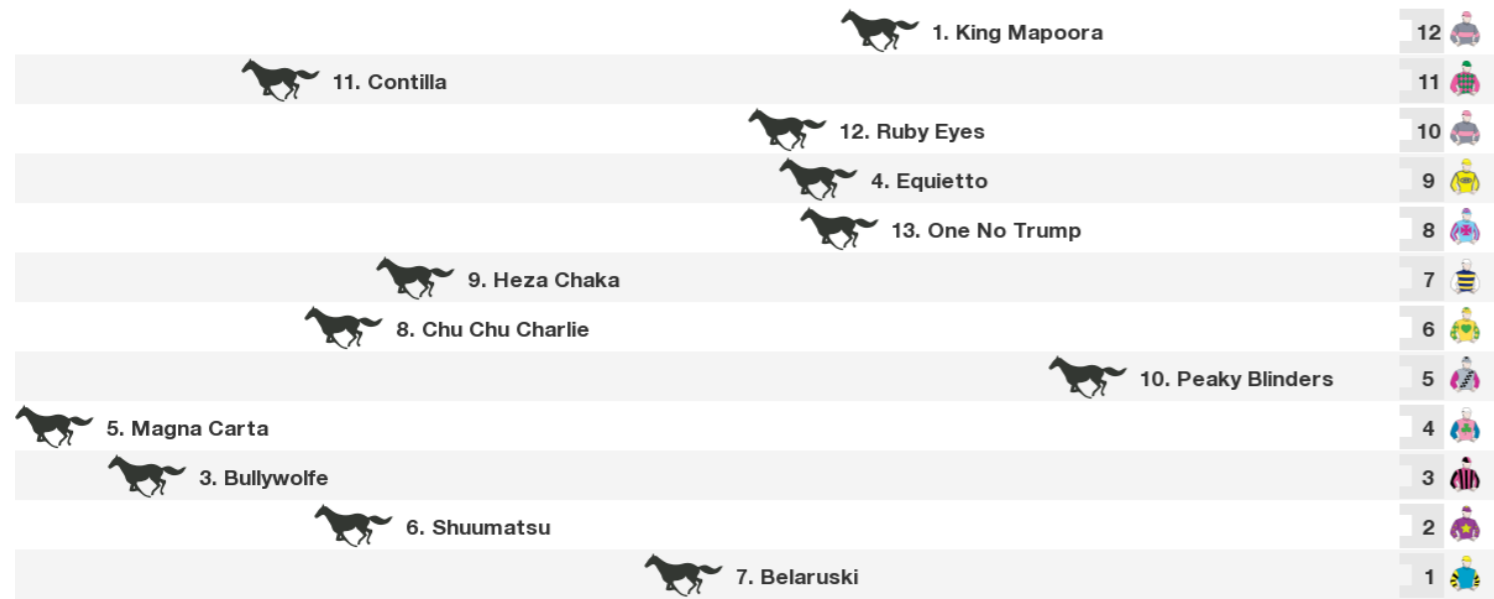 1. King Mapoora 12
11. Contilla 11
12. Ruby Eyes 10
4. Equietto 9
13. One No Trump 8
9. Heza Chaka 7
8. Chu Chu Charlie 6
10. Peaky Blinders 5
5. Magna Carta 4
3. Bullywolfe 3
6. Shuumatsu 2
7. Belaruski 1